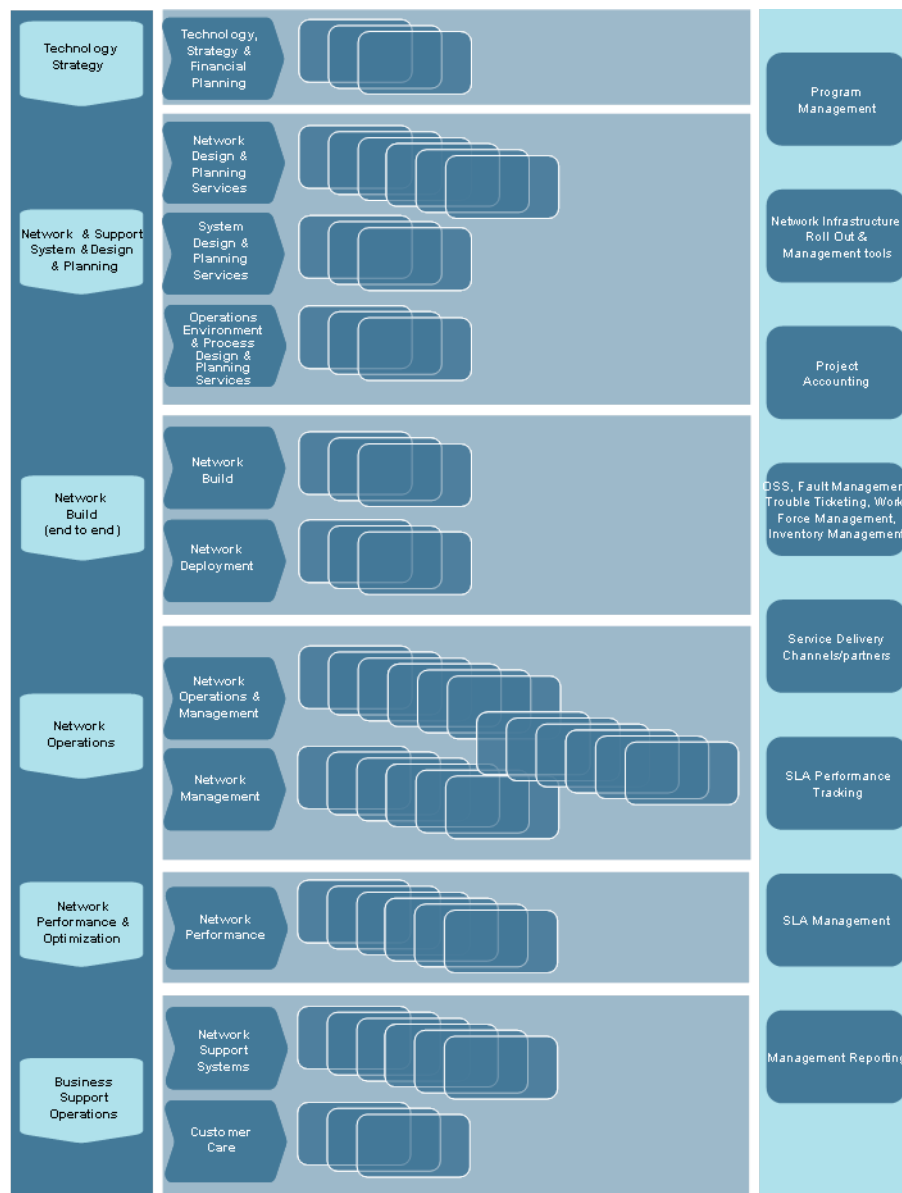 Technology
Strategy
Technology,
Strategy &
Financial
Planning
Network & Support
System & Design
& Planning
Network
Design &
Planning
Services
System
Design &
Planning
Services
Operations
Environment
& Process
Design &
Planning
Services
Network
Build
(end to end)
Network
Build
Network
Deployment
Network
Operations
Network
Operations &
Management
Network
Management
Network
Performance &
Optimization
Network
Performance
Business
Support
Operations
Network
Support
Systems
Customer
Care
Program
Management
Network Infrastructure
Roll Out &
Management tools
Project
Accounting
OSS, Fault Management
Trouble Ticketing, Work
Force Management,
Inventory Management
Service Delivery
Channels/partners
SLA Performance
Tracking
SLA Management
Management Reporting